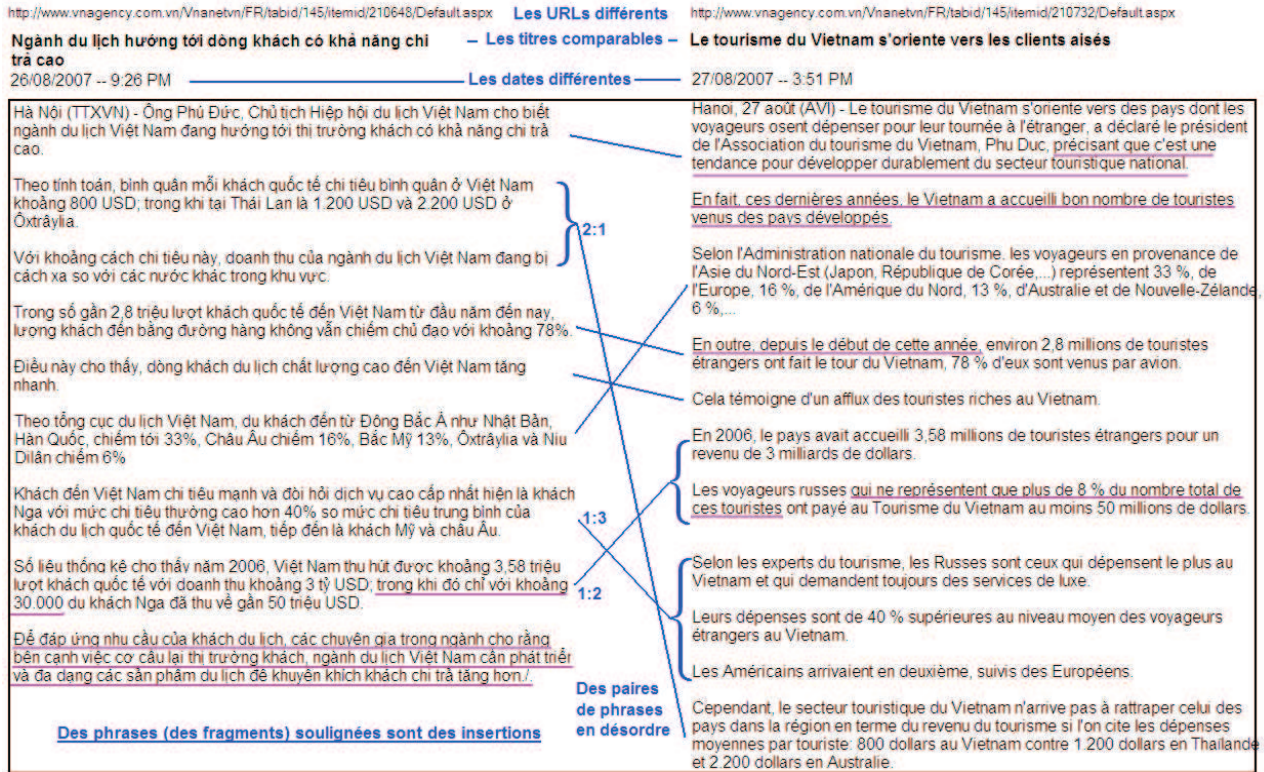 http://www.vnagency.com.vn/Vnanetvn/FR/tabid/145/itemid/210648/Default.aspx
Les URLs différents
http://www.vnagency.com.vn/Vnanetvn/FR/tabid/145/itemid/210732/Default.aspx
Ngành du lịch hướng tới dòng khách có khả năng chi
trả cao
Les titres comparables
Le tourisme du Vietnam s'oriente vers les clients aisés
26/08/2007 -- 9:26 PM
Les dates différentes
27/08/2007 -- 3:51 PM
Hà Nội (TTXVN) - Ông Phú Đức, Chủ tịch Hiệp hội du lịch Việt Nam cho biết
ngành du lịch Việt Nam đang hướng tới thị trường khách có khả năng chi trả
cao.
Theo tính toán, bình quân mỗi khách quốc tế chi tiêu bình quân ở Việt Nam
khoảng 800 USD; trong khi tại Thái Lan là 1.200 USD và 2.200 USD ở
Ôxtrâylia.
Với khoảng cách chi tiêu này, doanh thu của ngành du lịch Việt Nam đang bị
cách xa so với các nước khác trong khu vực.
Trong số gần 2,8 triệu lượt khách quốc tế đến Việt Nam từ đầu năm đến nay,
lượng khách đến bằng đường hàng không vẫn chiếm chủ đạo với khoảng 78%.
Điều này cho thấy, dòng khách du lịch chất lượng cao đến Việt Nam tăng
nhanh.
Theo tổng cục du lịch Việt Nam, du khách đến từ Đông Bắc Á như Nhật Bản,
Hàn Quốc, chiếm tới 33%, Châu Âu chiếm 16%, Bắc Mỹ 13%, Ôxtrâylia và Niu
Dilân chiếm 6%
Khách đến Việt Nam chi tiêu mạnh và đòi hỏi dịch vụ cao cấp nhất hiện là khách
Nga với mức chi tiêu thường cao hơn 40% so mức chi tiêu trung bình của
khách du lịch quốc tế đến Việt Nam, tiếp đến là khách Mỹ và châu Âu.
Số liệu thống kê cho thấy năm 2006, Việt Nam thu hút được khoảng 3,58 triệu
lượt khách quốc tế với doanh thu khoảng 3 tỷ USD; trong khi đó chỉ với khoảng
30.000 du khách Nga đã thu về gần 50 triệu USD.
Để đáp ứng nhu cầu của khách du lịch, các chuyên gia trong ngành cho rằng
bên cạnh việc cơ cấu lại thị trường khách, ngành du lịch Việt Nam cần phát triển
và đa dạng các sản phẩm du lịch để khuyến khích khách chi trả tăng hơn./.
Des phrases (des fragments) soulignées sont des insertions
2:1
1:3
1:2
Des paires
de phrases
en désordre
Hanoi, 27 août (AVI) - Le tourisme du Vietnam s'oriente vers des pays dont les
voyageurs osent dépenser pour leur tournée à l'étranger, a déclaré le président
de l'Association du tourisme du Vietnam, Phu Duc, précisant que c'est une
tendance pour développer durablement du secteur touristique national.
En fait, ces dernières années, le Vietnam a accueilli bon nombre de touristes
venus des pays développés.
Selon l'Administration nationale du tourisme. les voyageurs en provenance de
l'Asie du Nord-Est (Japon, République de Corée,...) représentent 33 %, de
l'Europe, 16 %, de l'Amérique du Nord, 13 %, d'Australie et de Nouvelle-Zélande,
6 %,...
En outre, depuis le début de cette année, environ 2,8 millions de touristes
étrangers ont fait le tour du Vietnam, 78 % d'eux sont venus par avion.
Cela témoigne d'un afflux des touristes riches au Vietnam.
En 2006, le pays avait accueilli 3,58 millions de touristes étrangers pour un
revenu de 3 milliards de dollars.
Les voyageurs russes qui ne représentent que plus de 8 % du nombre total de
ces touristes ont payé au Tourisme du Vietnam au moins 50 millions de dollars.
Selon les experts du tourisme, les Russes sont ceux qui dépensent le plus au
Vietnam et qui demandent toujours des services de luxe.
Leurs dépenses sont de 40 % supérieures au niveau moyen des voyageurs
étrangers au Vietnam.
Les Américains arrivaient en deuxième, suivis des Européens.
Cependant, le secteur touristique du Vietnam n'arrive pas à rattraper celui des
pays dans la région en terme du revenu du tourisme si l'on cite les dépenses
moyennes par touriste: 800 dollars au Vietnam contre 1.200 dollars en Thaïlande
et 2.200 dollars en Australie.